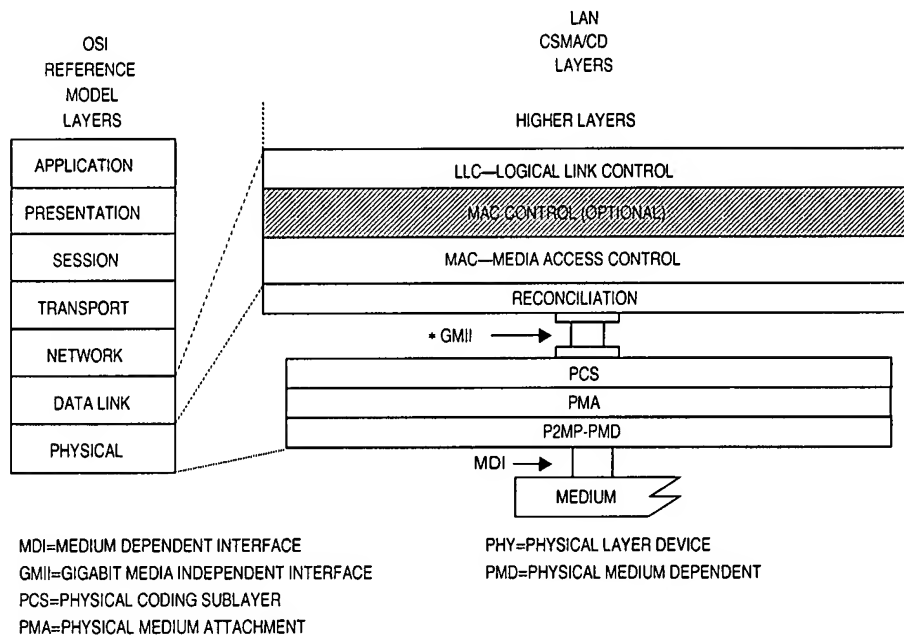 OSI
REFERENCE
MODEL
LAYERS
APPLICATION
PRESENTATION
SESSION
TRANSPORT
NETWORK
DATA LINK
PHYSICAL
LAN
CSMA/CD
LAYERS
HIGHER LAYERS
LLC—LOGICAL LINK CONTROL
MAC CONTROL (OPTIONAL)
MAC—MEDIA ACCESS CONTROL
RECONCILIATION
* GMII
PCS
PMA
P2MP-PMD
MDI
MEDIUM
MDI=MEDIUM DEPENDENT INTERFACE
GMII=GIGABIT MEDIA INDEPENDENT INTERFACE
PCS=PHYSICAL CODING SUBLAYER
PMA=PHYSICAL MEDIUM ATTACHMENT
PHY=PHYSICAL LAYER DEVICE
PMD=PHYSICAL MEDIUM DEPENDENT